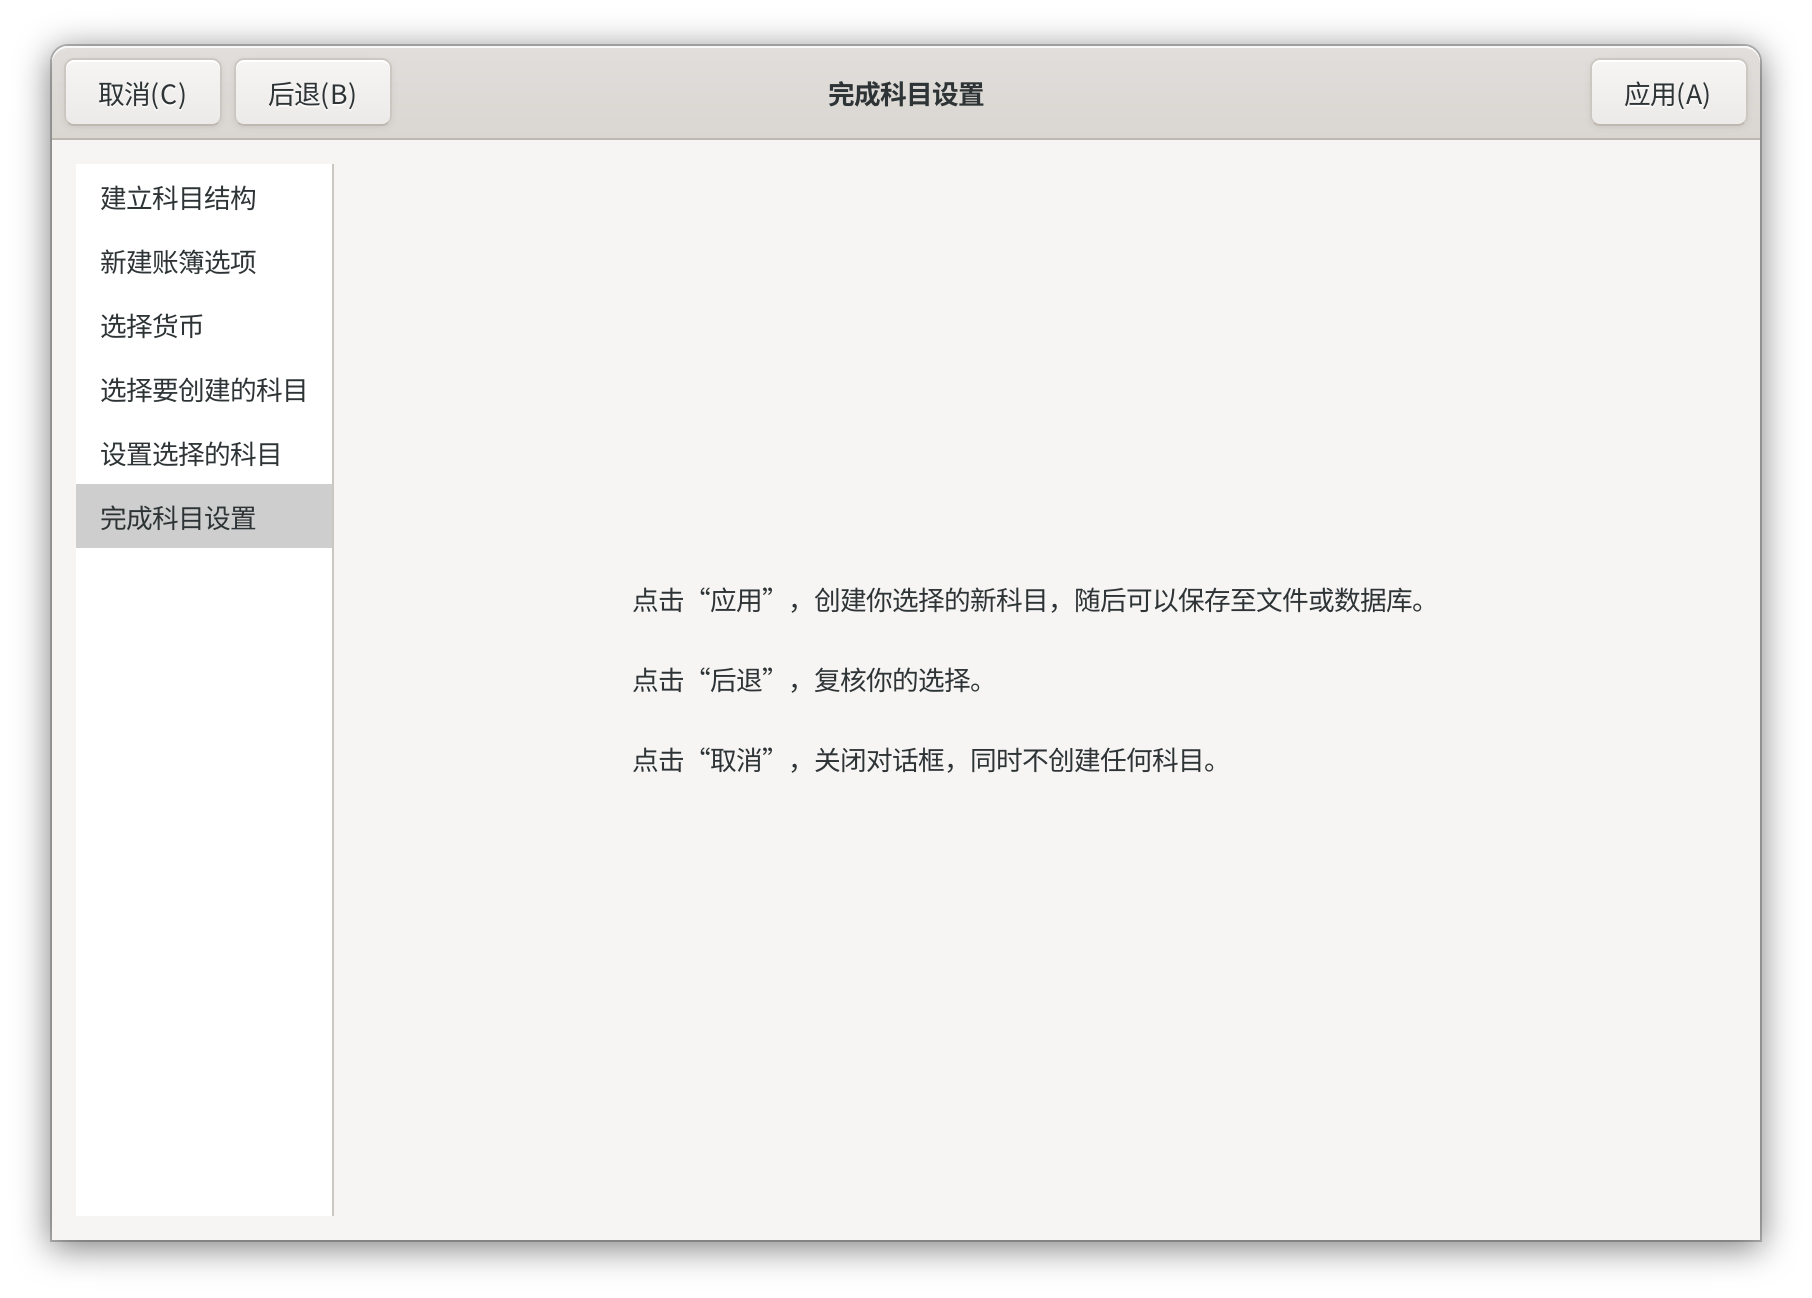 取消(C)
后退(B)
完成科目设置
应用(A)
建立科目结构
新建账簿选项
选择货币
选择要创建的科目
设置选择的科目
完成科目设置
点击“应用”，创建你选择的新科目，随后可以保存至文件或数据库。
点击“后退”，复核你的选择。
点击“取消”，关闭对话框，同时不创建任何科目。